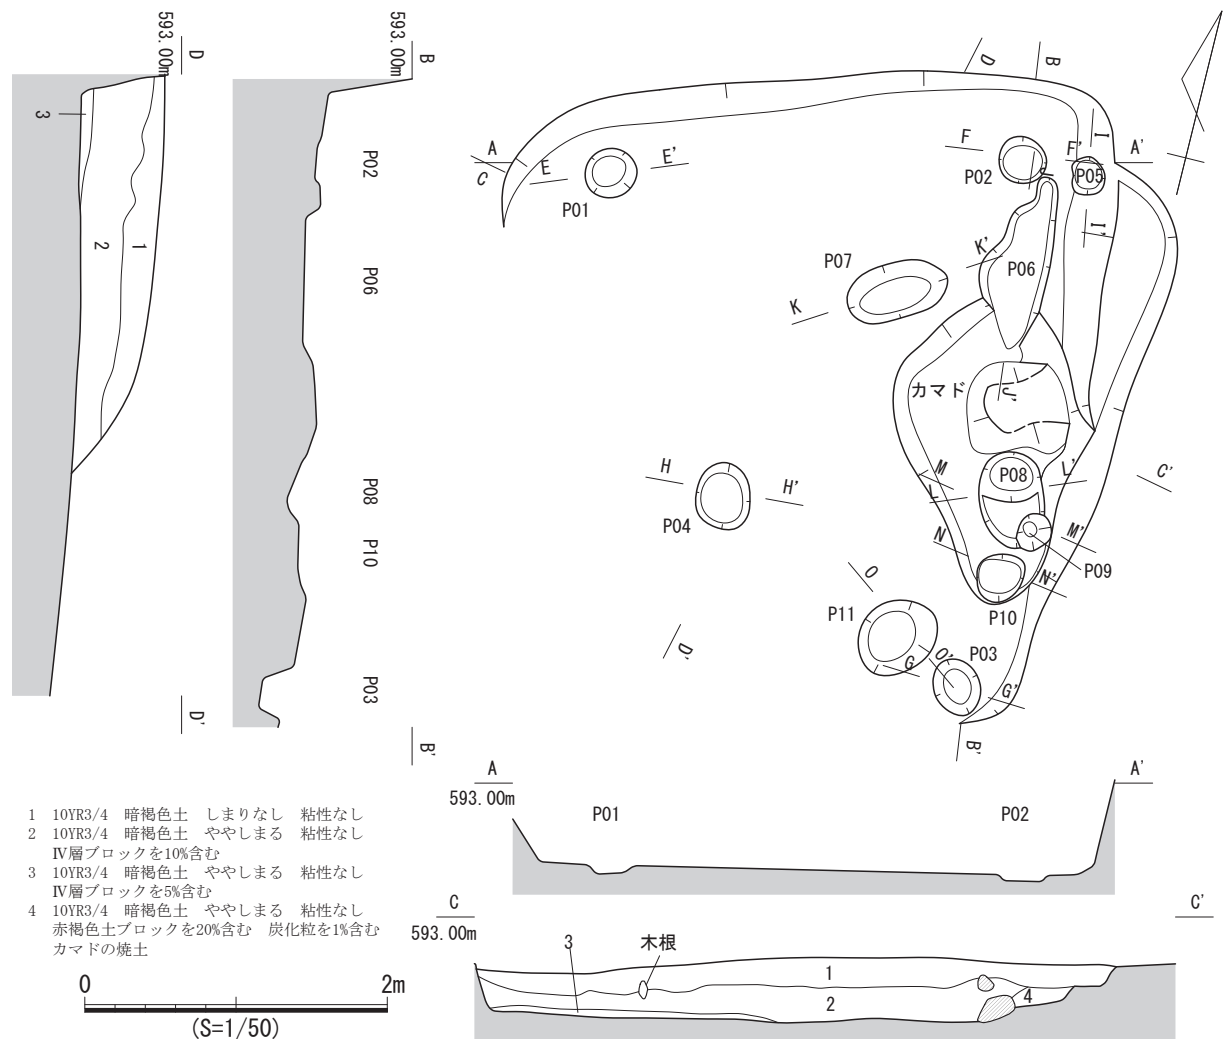 593.00m
D
3
2
1
D'
593.00m
B
P02
P06
P08
P10
P03
B'
D
B
A
C
E
E'
P01
F
F'
I
A'
P02
J
P05
I'
P07
K
K'
P06
カマド
J'
H
H'
P04
M
L
P08
L'
C'
N
M'
P09
N'
P10
O
P11
G
O'
P03
G'
D'
B'
A
593.00m
P01
P02
A'
C
593.00m
C'
3
木根
1
2
4
1 10YR3/4 暗褐色土 しまりなし 粘性なし
2 10YR3/4 暗褐色土 ややしまる 粘性なし
Ⅳ層ブロックを10%含む
3 10YR3/4 暗褐色土 ややしまる 粘性なし
Ⅳ層ブロックを5%含む
4 10YR3/4 暗褐色土 ややしまる 粘性なし
赤褐色土ブロックを20%含む 炭化粒を1%含む
カマドの焼土
0 2m
(S=1/50)